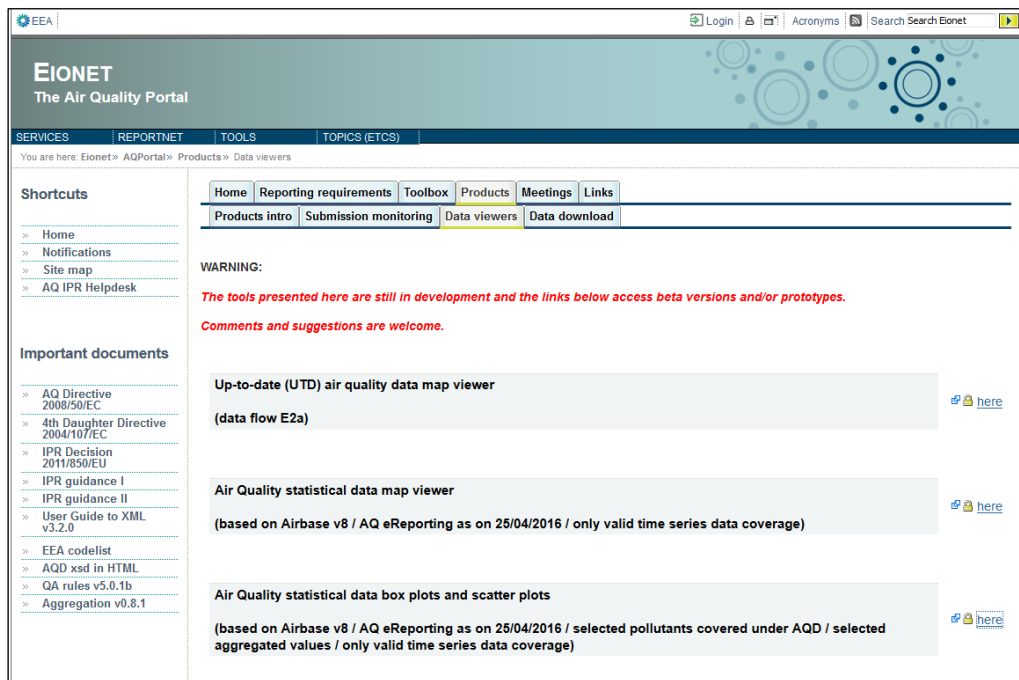 EEA
Login
Acronyms
Search
Search Eionet
EIONET
The Air Quality Portal
SERVICES
REPORTNET
TOOLS
TOPICS (ETCS)
You are here: Eionet» AQPortal» Products» Data viewers
Shortcuts
» Home
» Notifications
» Site map
» AQ IPR Helpdesk
Important documents
» AQ Directive
2008/50/EC
» 4th Daughter Directive
2004/107/EC
» IPR Decision
2011/850/EU
» IPR guidance I
» IPR guidance II
» User Guide to XML
v3.2.0
» EEA codelist
» AQD xsd in HTML
» QA rules v5.0.1b
» Aggregation v0.8.1
Home
Reporting requirements
Toolbox
Products
Meetings
Links
Products intro
Submission monitoring
Data viewers
Data download
WARNING:
The tools presented here are still in development and the links below access beta versions and/or prototypes.
Comments and suggestions are welcome.
Up-to-date (UTD) air quality data map viewer
(data flow E2a)
here
Air Quality statistical data map viewer
(based on Airbase v8 / AQ eReporting as on 25/04/2016 / only valid time series data coverage)
here
Air Quality statistical data box plots and scatter plots
(based on Airbase v8 / AQ eReporting as on 25/04/2016 / selected pollutants covered under AQD / selected
aggregated values / only valid time series data coverage)
here